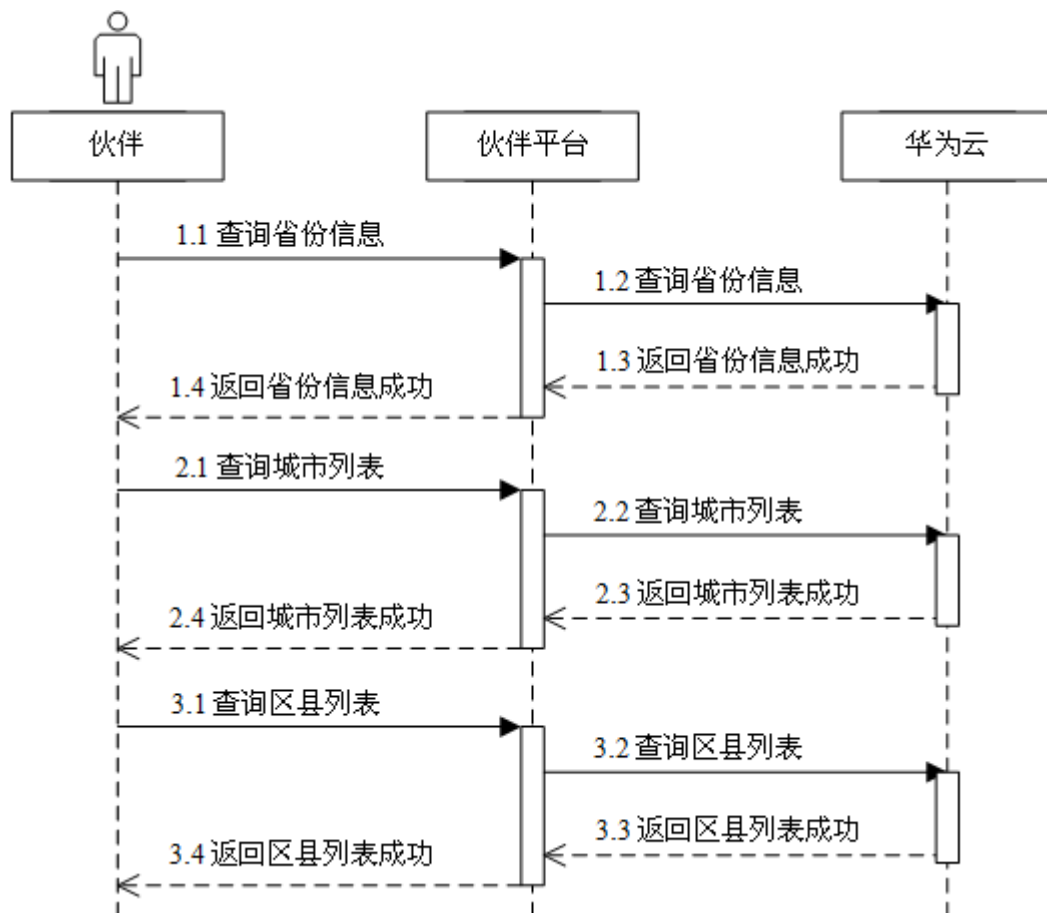 伙伴
伙伴平台
华为云
1.1 查询省份信息
1.2 查询省份信息
1.3 返回省份信息成功
1.4 返回省份信息成功
2.1 查询城市列表
2.2 查询城市列表
2.3 返回城市列表成功
2.4 返回城市列表成功
3.1 查询区县列表
3.2 查询区县列表
3.3 返回区县列表成功
3.4 返回区县列表成功